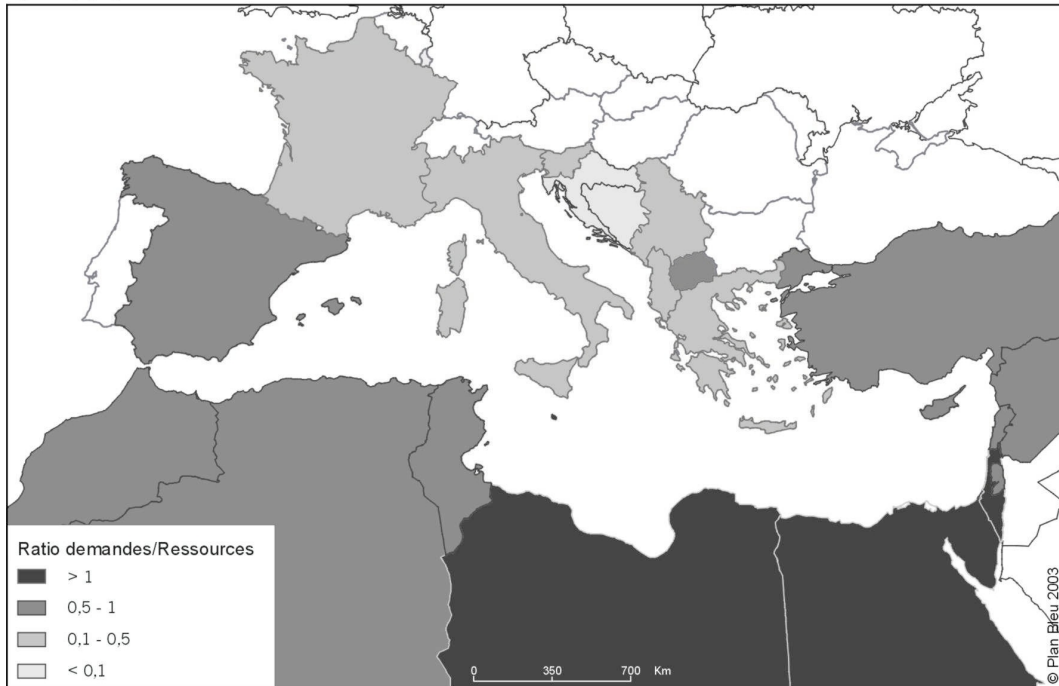 Ratio demandes/Ressources
> 1
0,5 - 1
0,1 - 0,5
< 0,1
0 350 700 Km
© Plan Bleu 2003